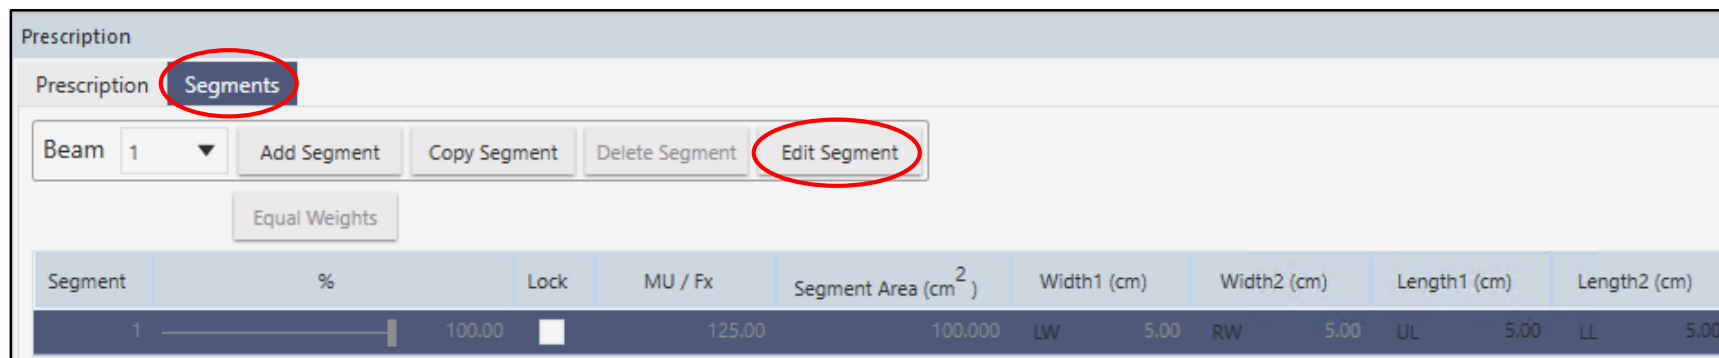 Prescription
Prescription Segments
Beam 1 Add Segment Copy Segment Delete Segment Edit Segment
Equal Weights
Segment % Lock MU / Fx Segment Area (cm²) Width1 (cm) Width2 (cm) Length1 (cm) Length2 (cm)
1 100.00 125.00 100.000 LW 5.00 RW 5.00 UL 5.00 LL 5.00